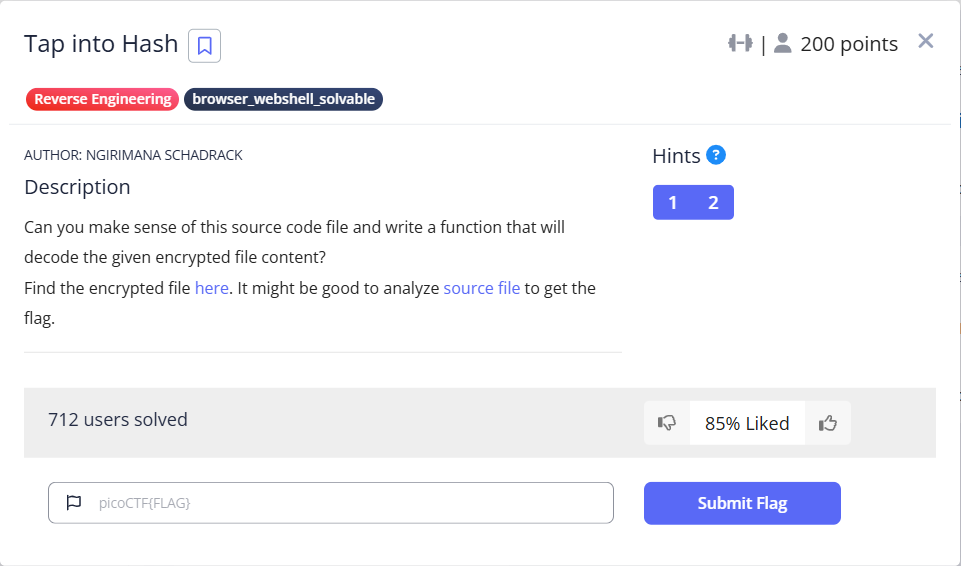 Tap into Hash
| 200 points
Reverse Engineering browser_webshell_solvable
AUTHOR: NGIRIMANA SCHADRACK
Description
Can you make sense of this source code file and write a function that will
decode the given encrypted file content?
Find the encrypted file here. It might be good to analyze source file to get the
flag.
Hints ?
1 2
712 users solved
85% Liked
picoCTF{FLAG}
Submit Flag